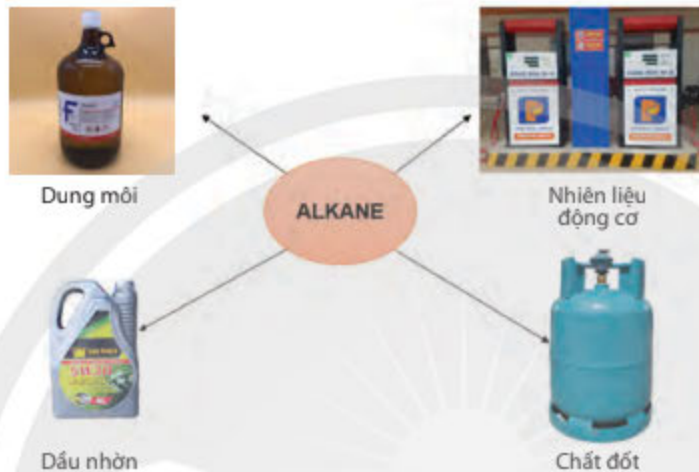 Dung môi
Nhiên liệu
động cơ
ALKANE
Dầu nhờn
Chất đốt